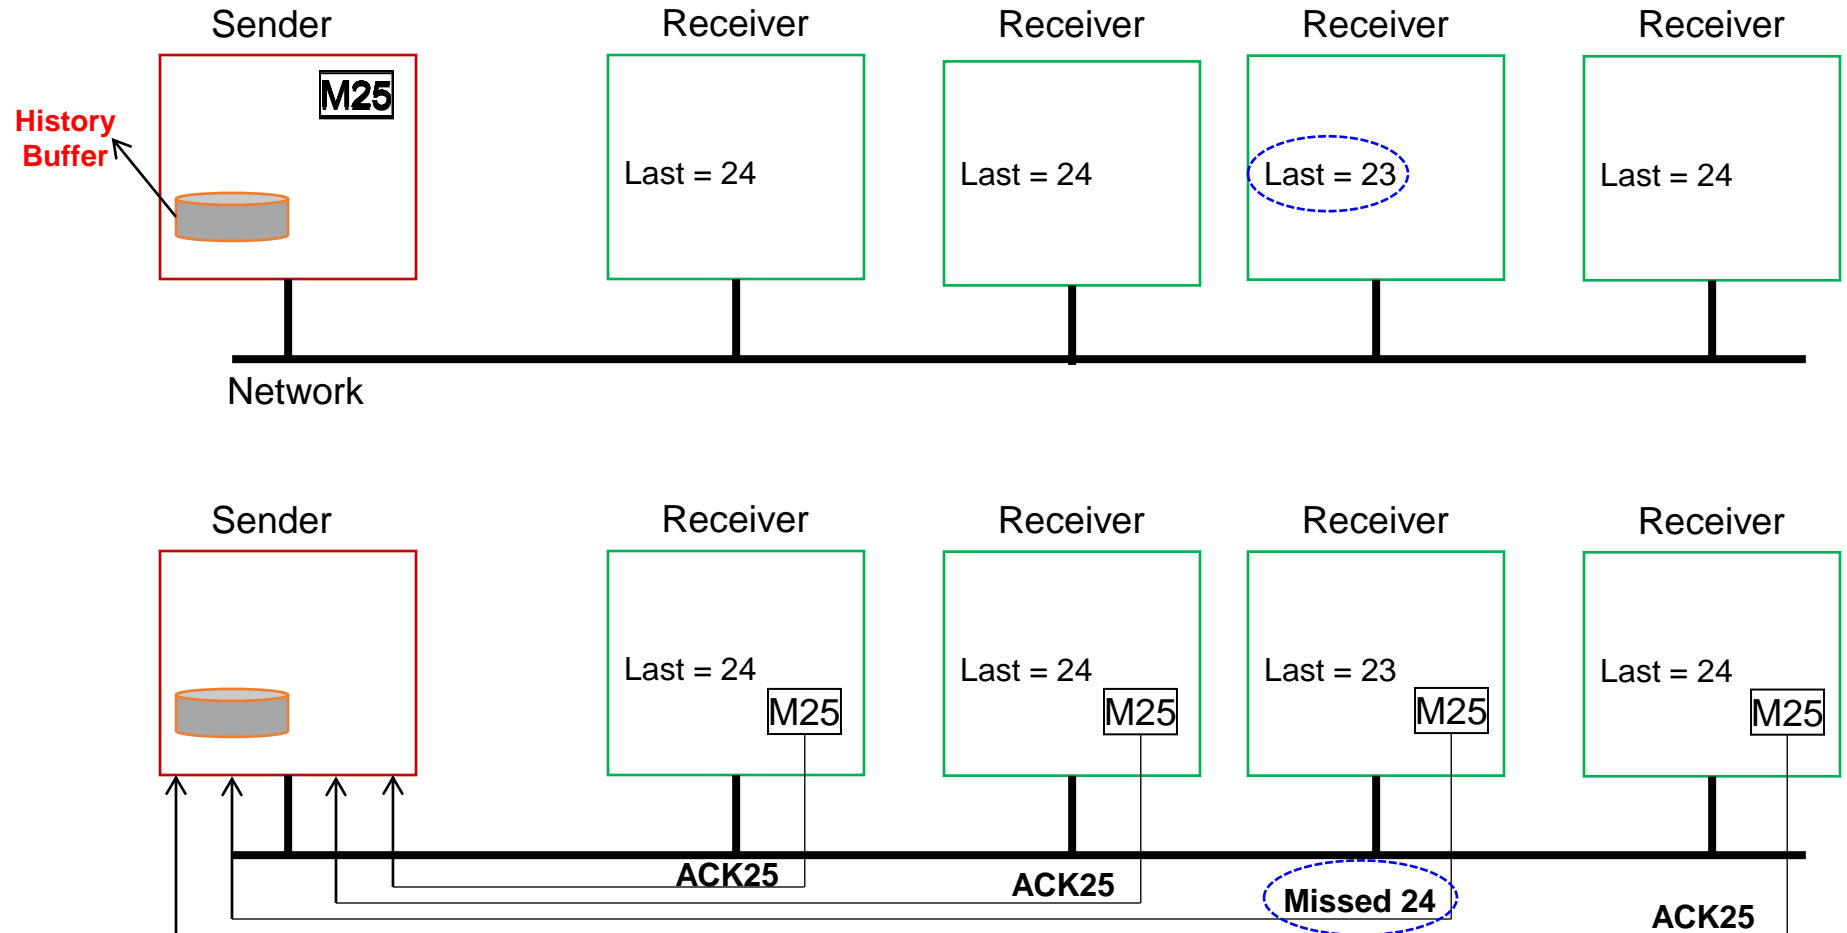 Sender
Receiver
Receiver
Receiver
Receiver
M25
History
Buffer
Last = 24
Last = 24
Last = 23
Last = 24
Network
Sender
Receiver
Receiver
Receiver
Receiver
Last = 24
Last = 24
Last = 23
Last = 24
M25
M25
M25
M25
ACK25
ACK25
Missed 24
ACK25